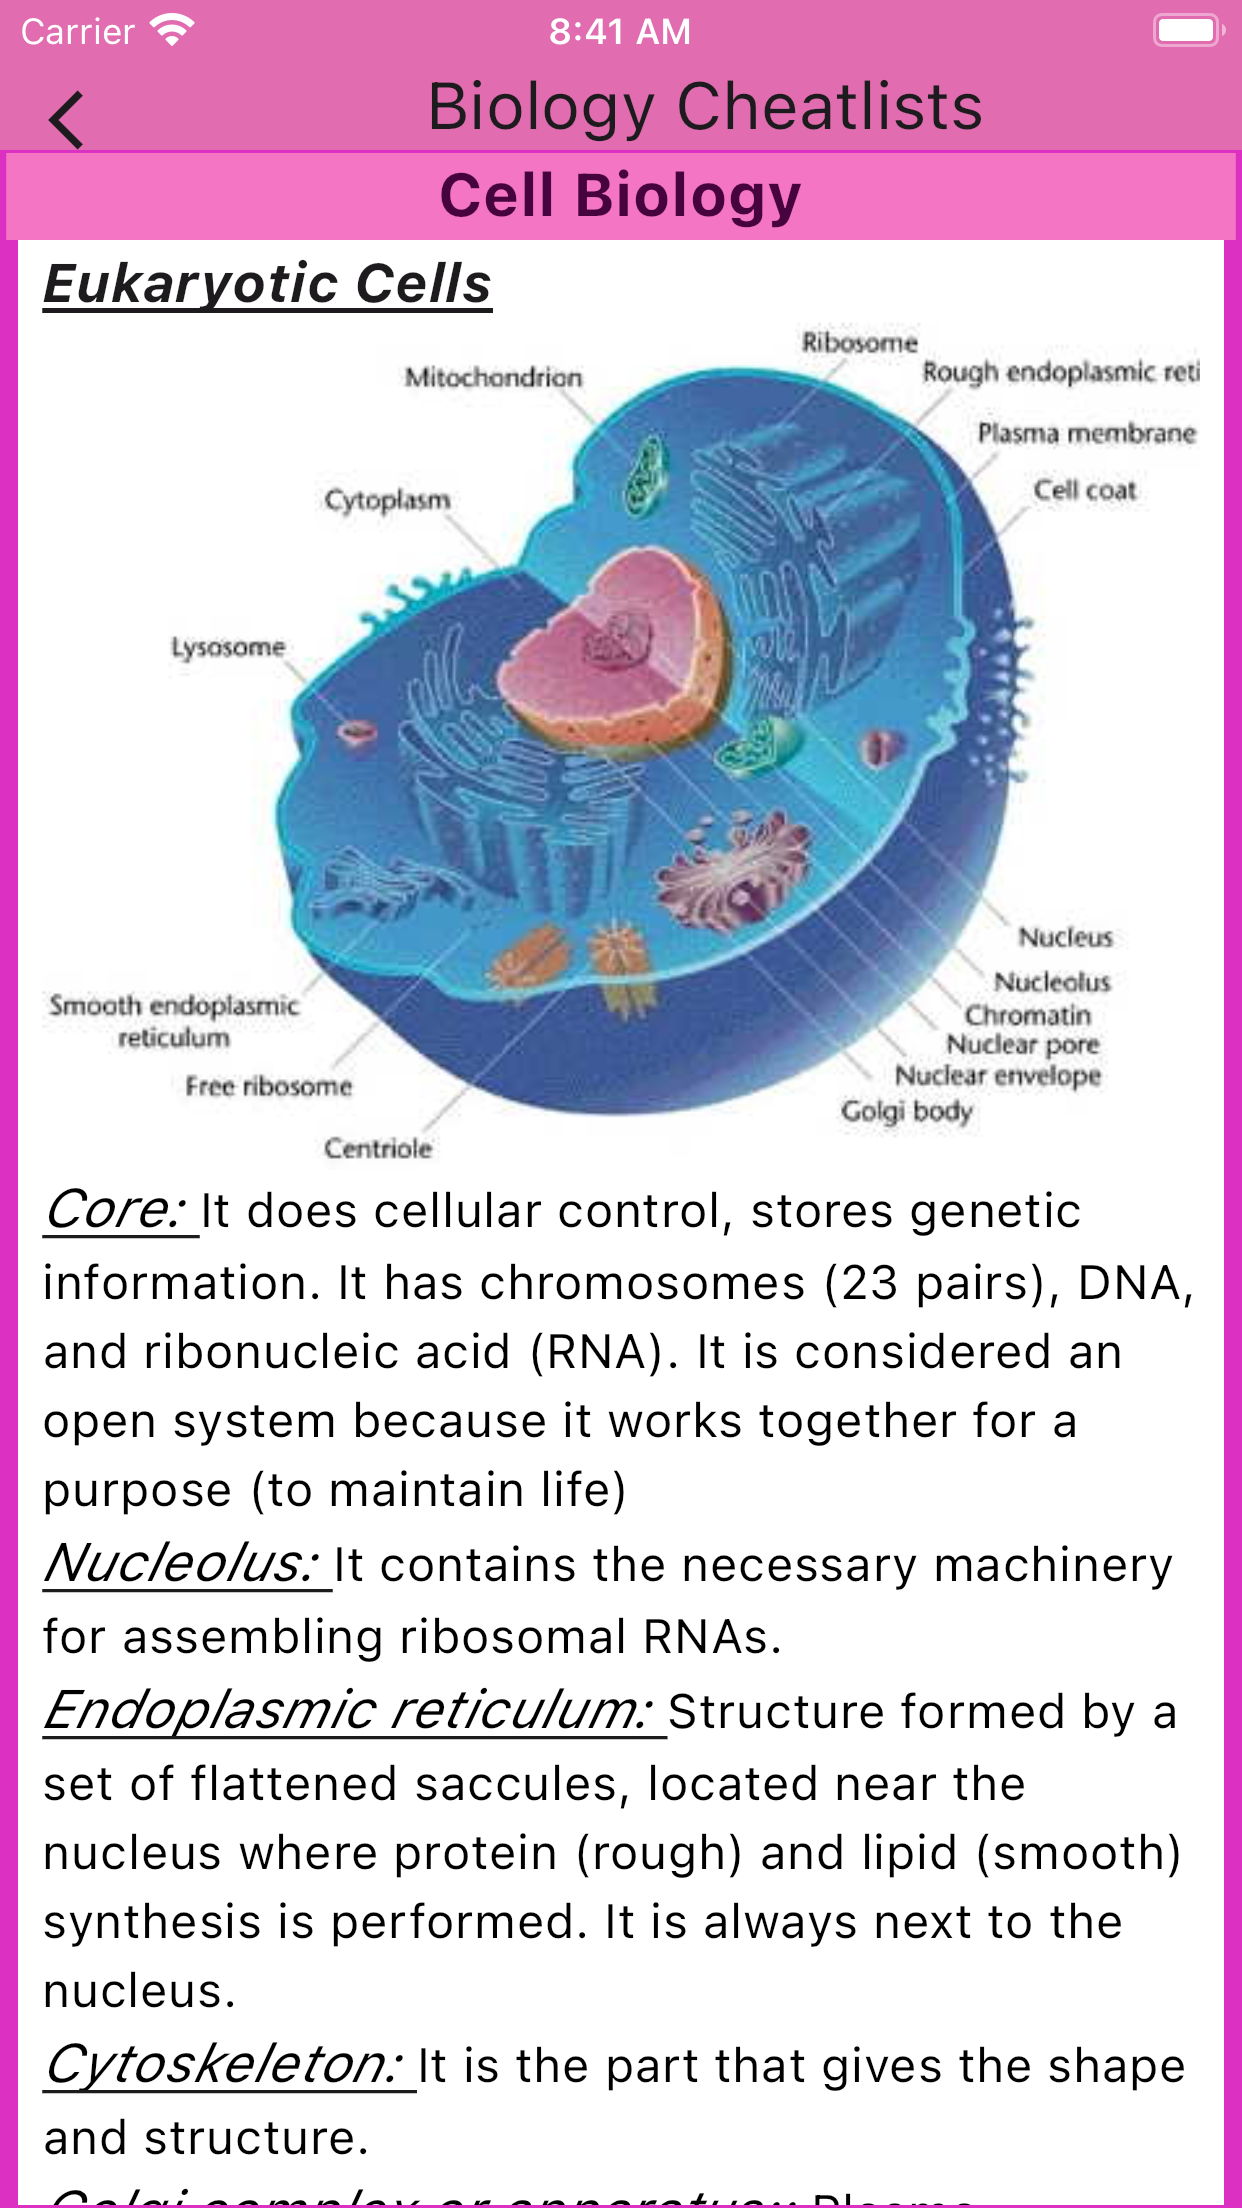 Carrier
8:41 AM
Biology Cheatlists
Cell Biology
Eukaryotic Cells
Ribosome
Mitochondrion
Rough endoplasmic reti
Plasma membrane
Cell coat
Cytoplasm
Lysosome
Nucleus
Nucleolus
Smooth endoplasmic
reticulum
Chromatin
Nuclear pore
Nuclear envelope
Free ribosome
Golgi body
Centriole
Core: It does cellular control, stores genetic
information. It has chromosomes (23 pairs), DNA,
and ribonucleic acid (RNA). It is considered an
open system because it works together for a
purpose (to maintain life)
Nucleolus: It contains the necessary machinery
for assembling ribosomal RNAs.
Endoplasmic reticulum: Structure formed by a
set of flattened saccules, located near the
nucleus where protein (rough) and lipid (smooth)
synthesis is performed. It is always next to the
nucleus.
Cytoskeleton: It is the part that gives the shape
and structure.
Golgi complex or apparatus: Plasma